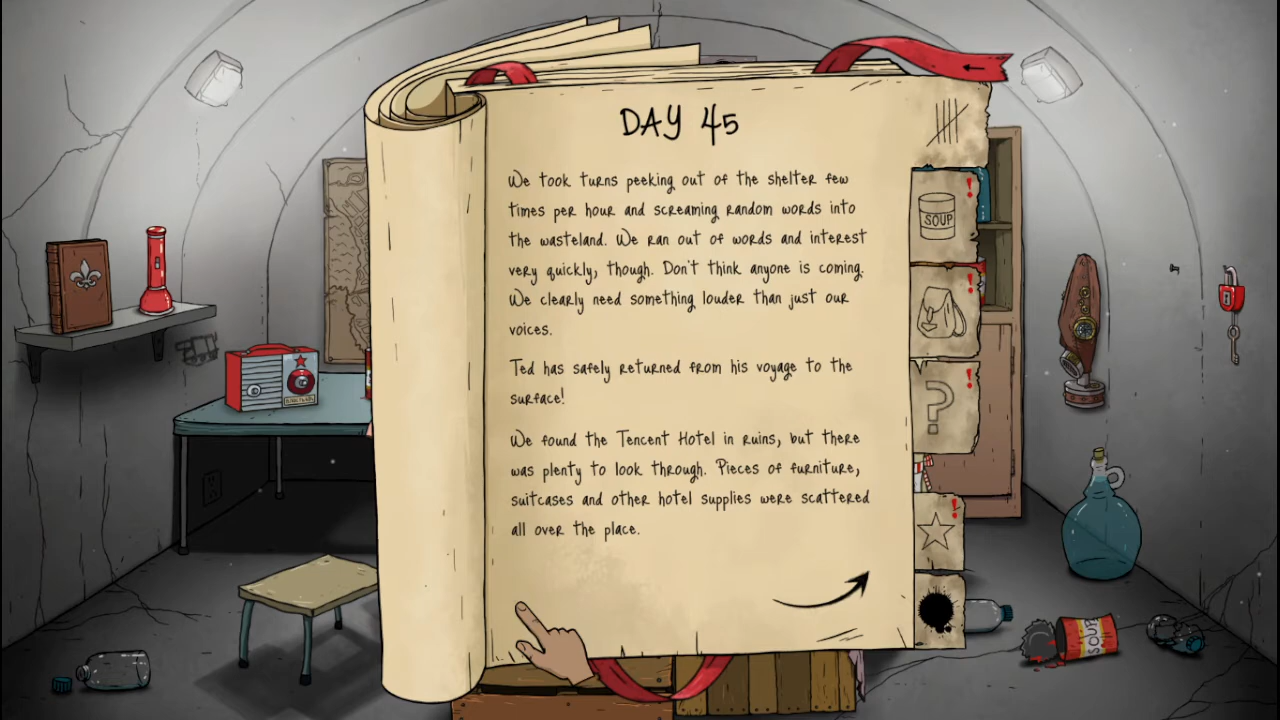 DAY 45
We took turns peeking out of the shelter few
times per hour and screaming random words into
the wasteland. We ran out of words and interest
very quickly, though. Don't think anyone is coming.
We clearly need something louder than just our
voices.
Ted has safely returned from his voyage to the
surface!
We found the Tencent Hotel in ruins, but there
was plenty to look through. Pieces of furniture,
suitcases and other hotel supplies were scattered
all over the place.
SOUP
!
!
?
!
!
SOUP